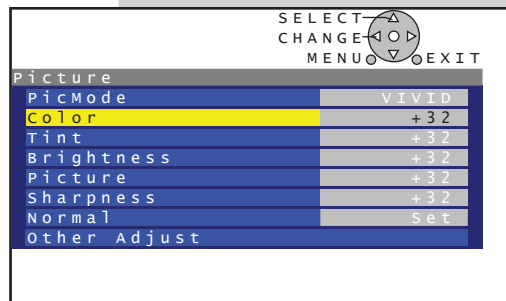 SELECT
CHANGE
MENU EXIT
Picture
PicMode VIVID
Color +32
Tint +32
Brightness +32
Picture +32
Sharpness +32
Normal Set
Other Adjust